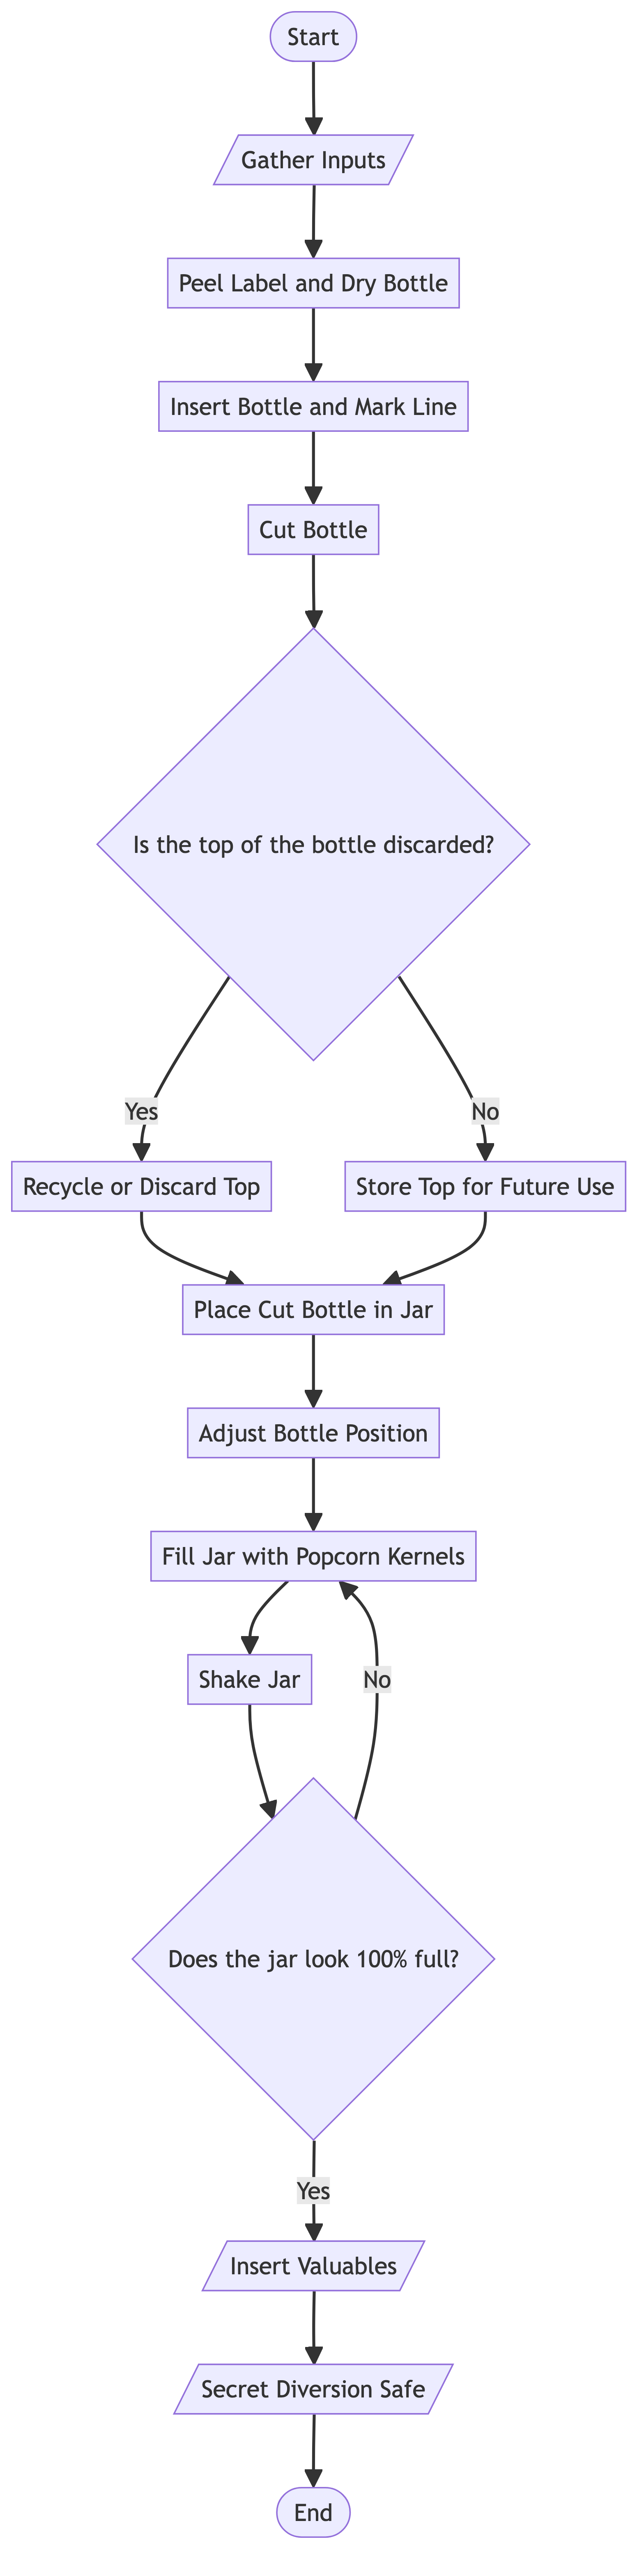 Start
Gather Inputs
Peel Label and Dry Bottle
Insert Bottle and Mark Line
Cut Bottle
Is the top of the bottle discarded?
Yes
No
Recycle or Discard Top
Store Top for Future Use
Place Cut Bottle in Jar
Adjust Bottle Position
Fill Jar with Popcorn Kernels
Shake Jar
No
Does the jar look 100% full?
Yes
Insert Valuables
Secret Diversion Safe
End